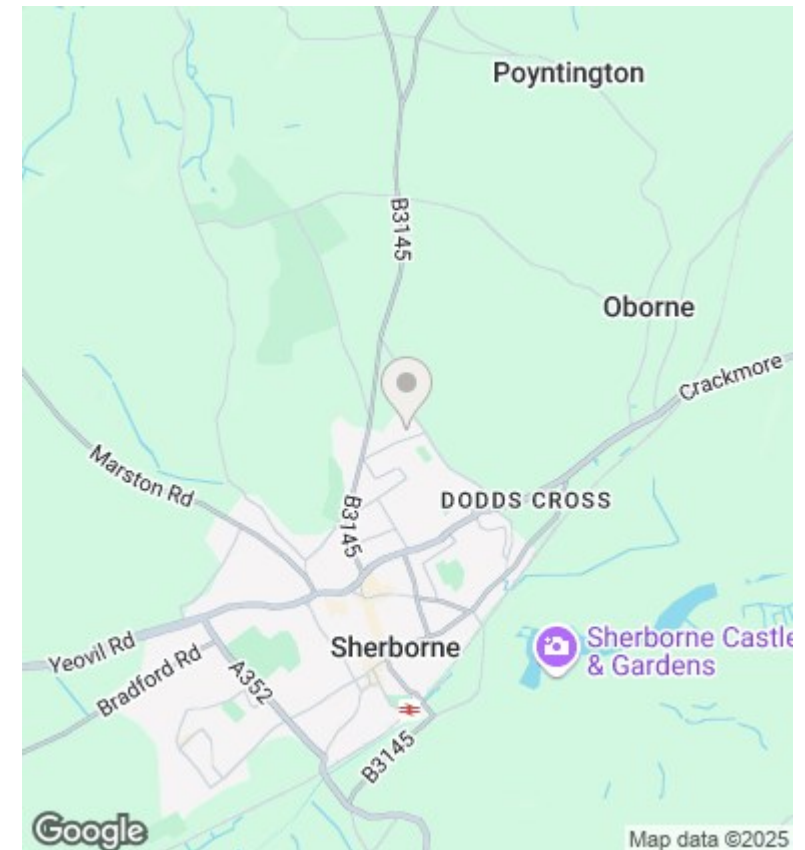 Poyntington
B3145
Oborne
Crackmore
Marston Rd
B3145
DODDS CROSS
Sherborne
Sherborne Castle
& Gardens
Yeovil Rd
Bradford Rd
A352
B3145
Google
Map data ©2025